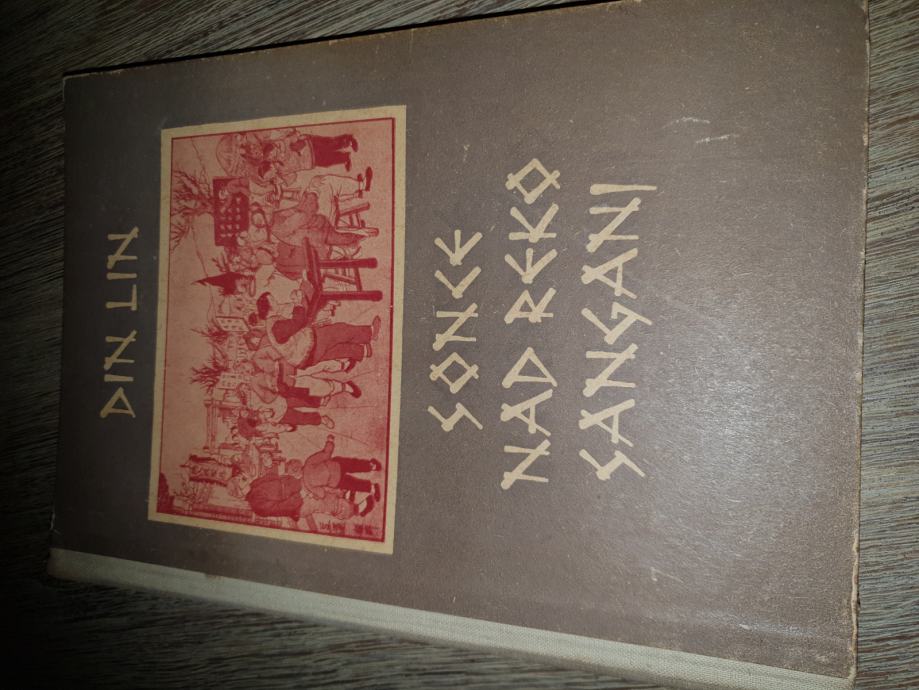 DIN LIN
SONCE
NAD REKO
SANGANI